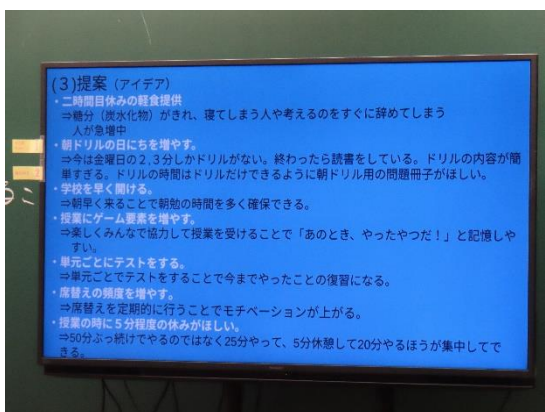 (3)提案（アイデア）
・二時間目休みの軽食提供
⇒糖分（炭水化物）がきれ、寝てしまう人や考えるのをすぐに辞めてしまう
人が急増中
・朝ドリルの日にちを増やす。
⇒今は金曜日の2.3分しかドリルがない。終わったら読書をしている。ドリルの内容が簡
単すぎる。ドリルの時間はドリルだけできるように朝ドリル用の問題冊子がほしい。
・学校を早く開ける。
⇒朝早く来ることで朝勉の時間を多く確保できる。
・授業にゲーム要素を増やす。
⇒楽しくみんなで協力して授業を受けることで「あのとき、やったやつだ！」と記憶しや
すい。
・単元ごとにテストをする。
⇒単元ごとでテストをすることで今までやったことの復習になる。
・席替えの頻度を増やす。
⇒席替えを定期的に行うことでモチベーションが上がる。
・授業の時に５分程度の休みがほしい。
⇒50分ぶっ続けでやるのではなく25分やって、5分休憩して20分やるほうが集中してで
きる。